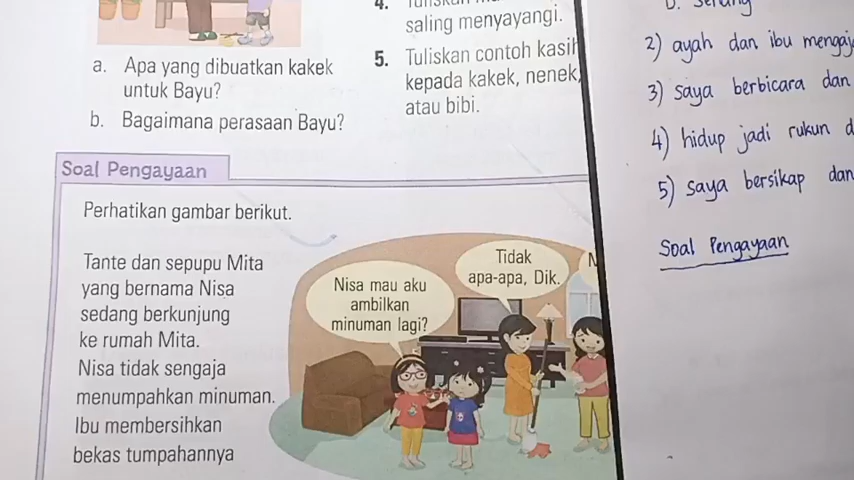 4.
saling menyayangi.
a. Apa yang dibuatkan kakek
untuk Bayu?
b. Bagaimana perasaan Bayu?
5. Tuliskan contoh kasih
kepada kakek, nenek,
atau bibi.
Soal Pengayaan
Perhatikan gambar berikut.
Tante dan sepupu Mita
yang bernama Nisa
sedang berkunjung
ke rumah Mita.
Nisa tidak sengaja
menumpahkan minuman.
Ibu membersihkan
bekas tumpahannya
Nisa mau aku
ambilkan
minuman lagi?
Tidak
apa-apa, Dik.
N
2) ayah dan ibu mengaj
3) saya berbicara dan
4) hidup jadi rukun d
5) saya bersikap dan
Soal Pengayaan